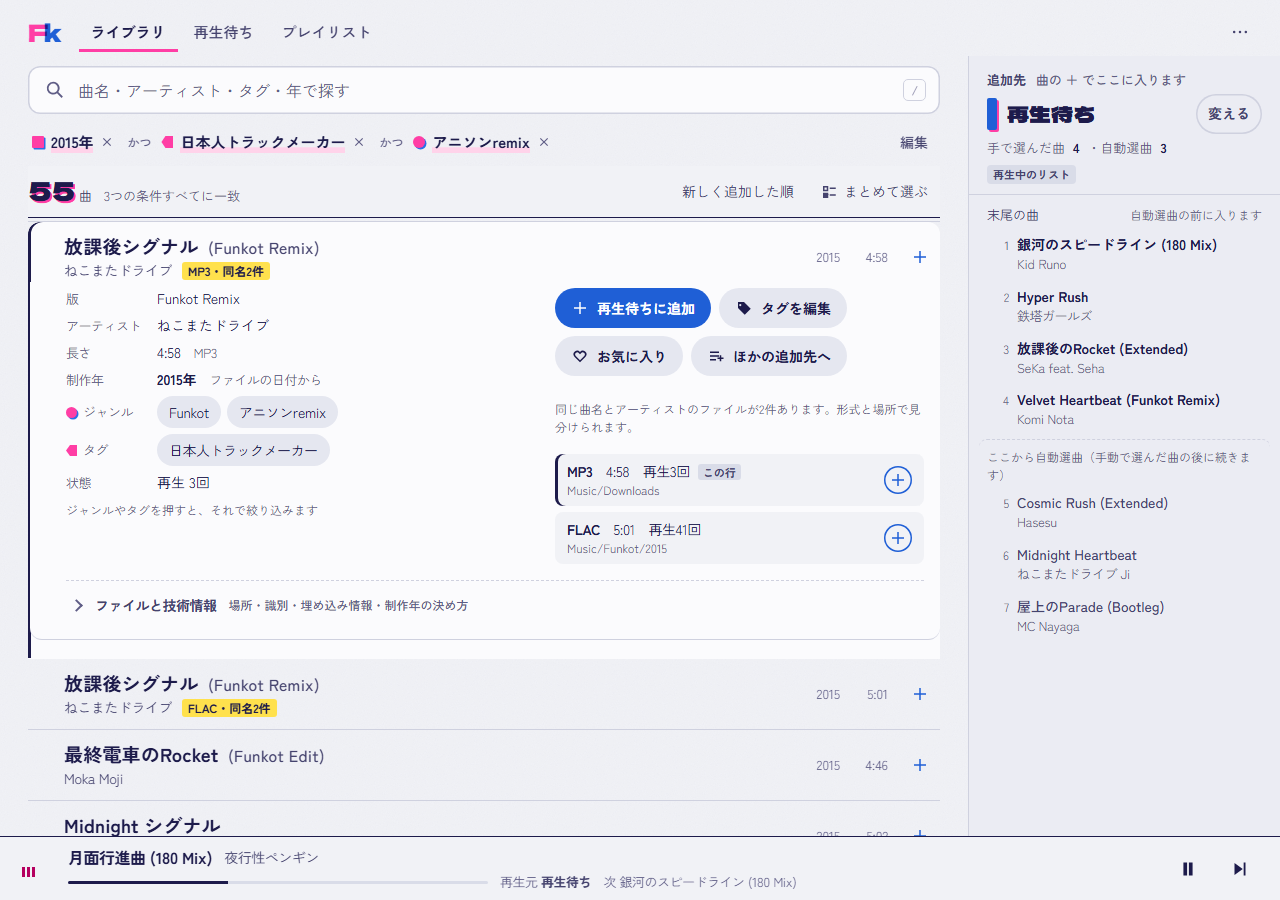 Fk ライブラリ 再生待ち プレイリスト ...
曲名・アーティスト・タグ・年で探す /
2015年 × かつ 日本人トラックメーカー × かつ アニソンremix × 編集
55 曲 3つの条件すべてに一致 新しく追加した順 まとめて選ぶ
放課後シグナル (Funkot Remix)
ねこまたドライブ MP3・同名2件 2015 4:58 +
版 Funkot Remix
アーティスト ねこまたドライブ
長さ 4:58 MP3
制作年 2015年 ファイルの日付から
ジャンル Funkot アニソンremix
タグ 日本人トラックメーカー
状態 再生 3回
ジャンルやタグを押すと、それで絞り込みます
+ 再生待ちに追加 タグを編集
お気に入り ほかの追加先へ
同じ曲名とアーティストのファイルが2件あります。形式と場所で見
分けられます。
MP3 4:58 再生3回 この行
Music/Downloads
FLAC 5:01 再生41回
Music/Funkot/2015
ファイルと技術情報 場所・識別・埋め込み情報・制作年の決め方
放課後シグナル (Funkot Remix)
ねこまたドライブ FLAC・同名2件 2015 5:01 +
最終電車のRocket (Funkot Edit)
Moka Moji 2015 4:46 +
Midnight シグナル
2015 5:02 +
追加先 曲の + でここに入ります
再生待ち 変える
手で選んだ曲 4 ・自動選曲 3
再生中のリスト
末尾の曲 自動選曲の前に入ります
1 銀河のスピードライン (180 Mix)
Kid Runo
2 Hyper Rush
鉄塔ガールズ
3 放課後のRocket (Extended)
SeKa feat. Seha
4 Velvet Heartbeat (Funkot Remix)
Komi Nota
ここから自動選曲（手動で選んだ曲の後に続きま
す）
5 Cosmic Rush (Extended)
Hasesu
6 Midnight Heartbeat
ねこまたドライブ Ji
7 屋上のParade (Bootleg)
MC Nayaga
月面行進曲 (180 Mix) 夜行性ペンギン
再生元 再生待ち 次 銀河のスピードライン (180 Mix)